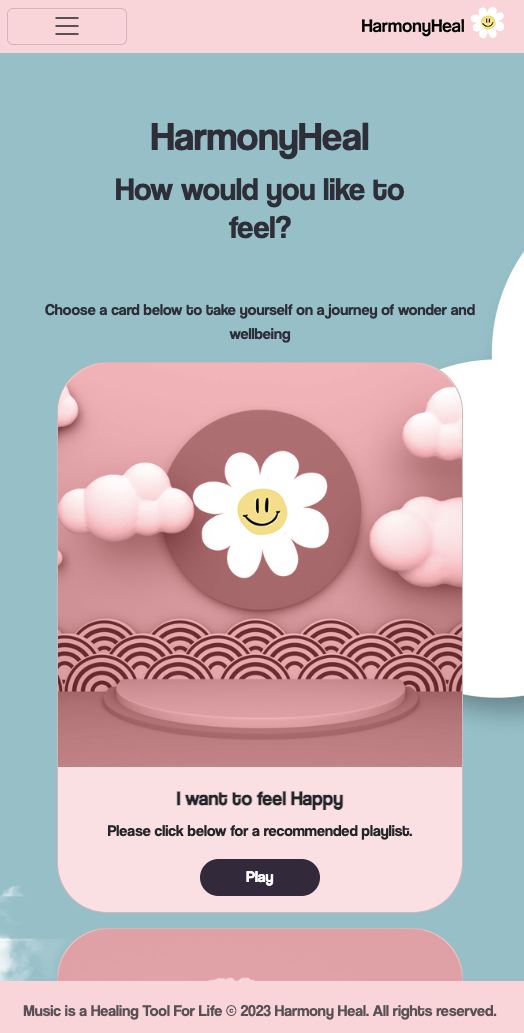 HarmonyHeal
HarmonyHeal
How would you like to
feel?
Choose a card below to take yourself on a journey of wonder and
wellbeing
I want to feel Happy
Please click below for a recommended playlist.
Play
Music is a Healing Tool For Life © 2023 Harmony Heal. All rights reserved.